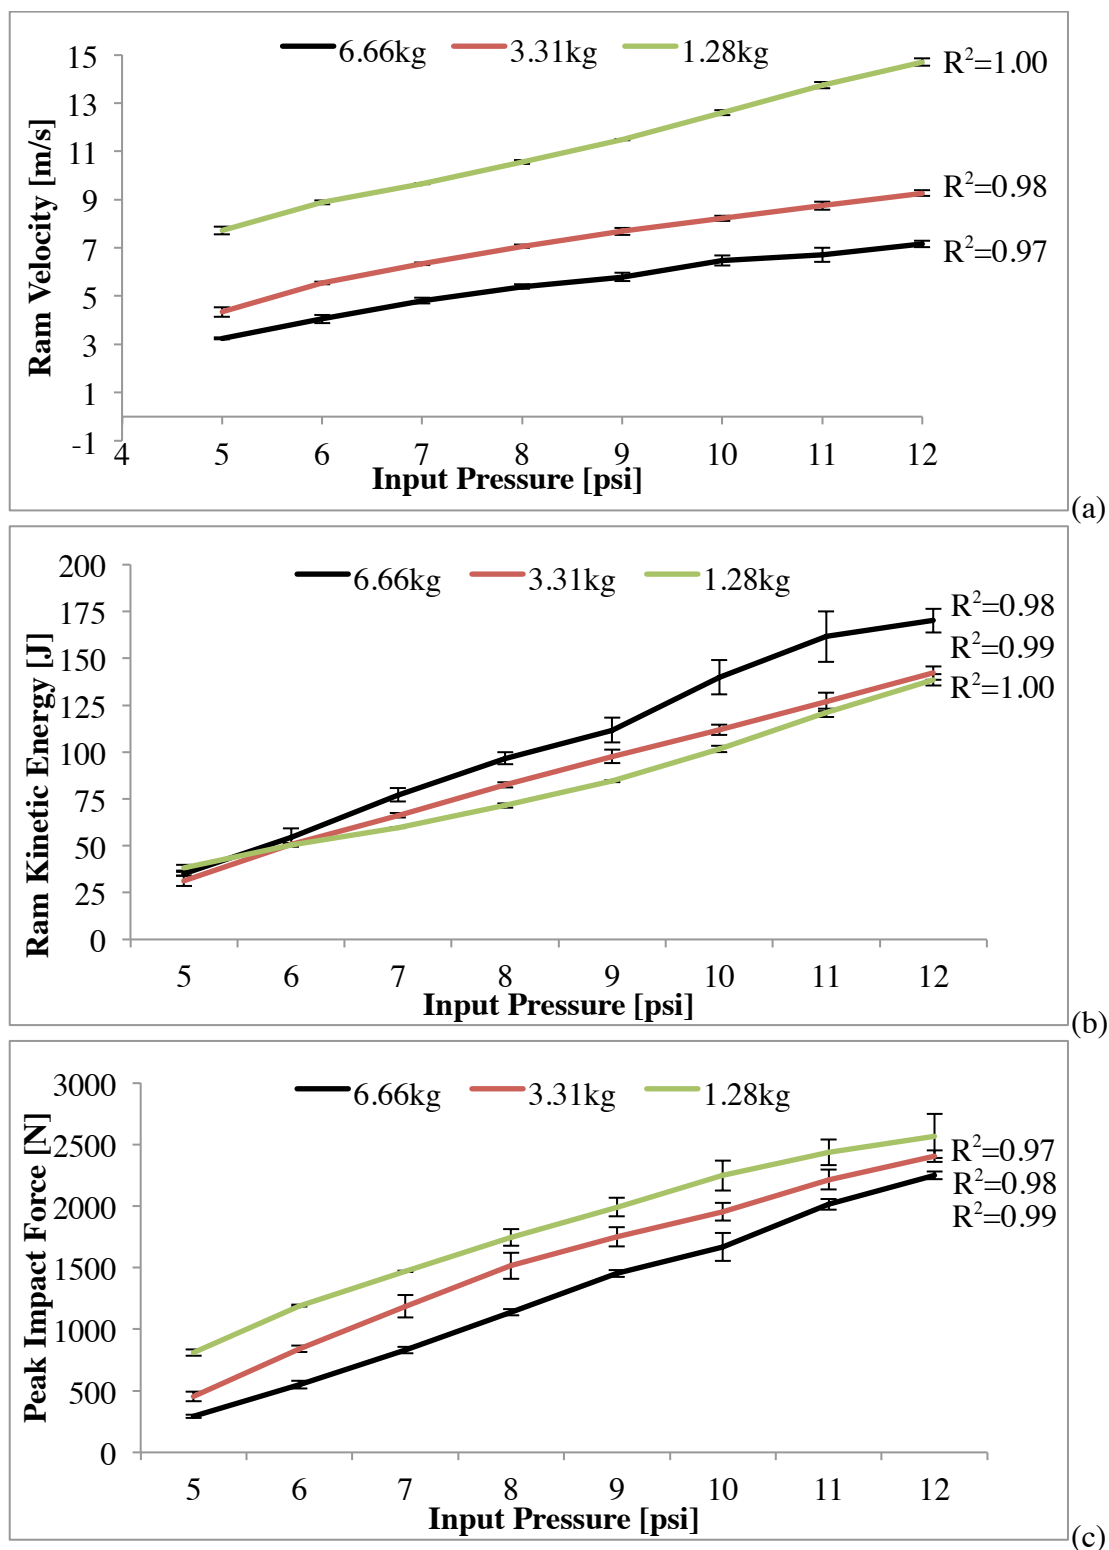 6.66kg 3.31kg 1.28kg
15
13
11
9
7
5
3
1
-1
Ram Velocity [m/s]
R²=1.00
R²=0.98
R²=0.97
4 5 6 7 8 9 10 11 12
Input Pressure [psi]
(a)
6.66kg 3.31kg 1.28kg
200
175
150
125
100
75
50
25
0
Ram Kinetic Energy [J]
R²=0.98
R²=0.99
R²=1.00
5 6 7 8 9 10 11 12
Input Pressure [psi]
(b)
6.66kg 3.31kg 1.28kg
3000
2500
2000
1500
1000
500
0
Peak Impact Force [N]
R²=0.97
R²=0.98
R²=0.99
5 6 7 8 9 10 11 12
Input Pressure [psi]
(c)